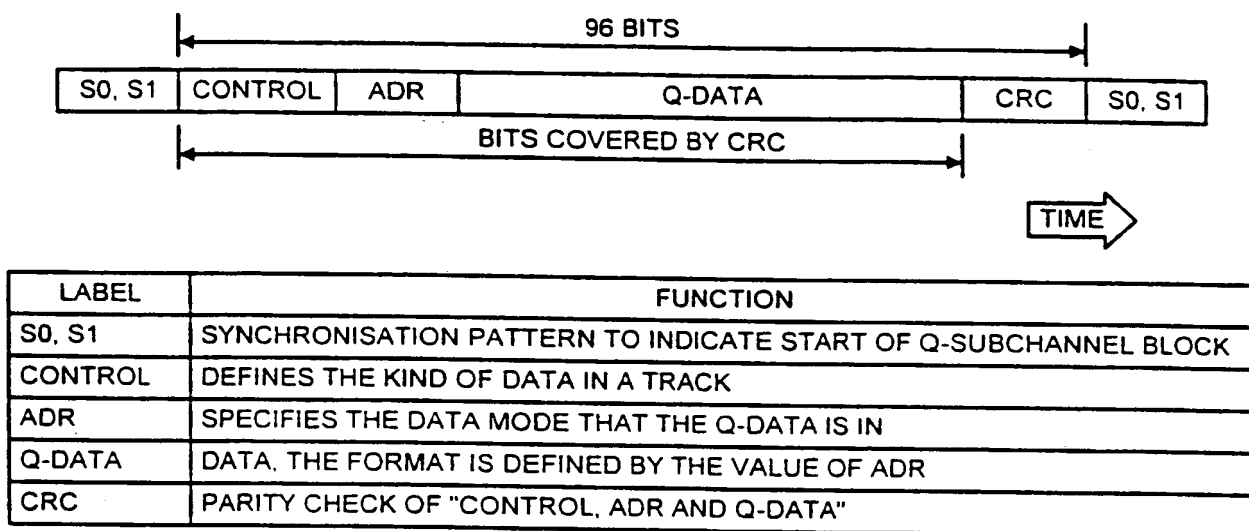 96 BITS
S0, S1 CONTROL ADR Q-DATA CRC S0, S1
BITS COVERED BY CRC
TIME
LABEL FUNCTION
S0, S1 SYNCHRONISATION PATTERN TO INDICATE START OF Q-SUBCHANNEL BLOCK
CONTROL DEFINES THE KIND OF DATA IN A TRACK
ADR SPECIFIES THE DATA MODE THAT THE Q-DATA IS IN
Q-DATA DATA, THE FORMAT IS DEFINED BY THE VALUE OF ADR
CRC PARITY CHECK OF "CONTROL, ADR AND Q-DATA"